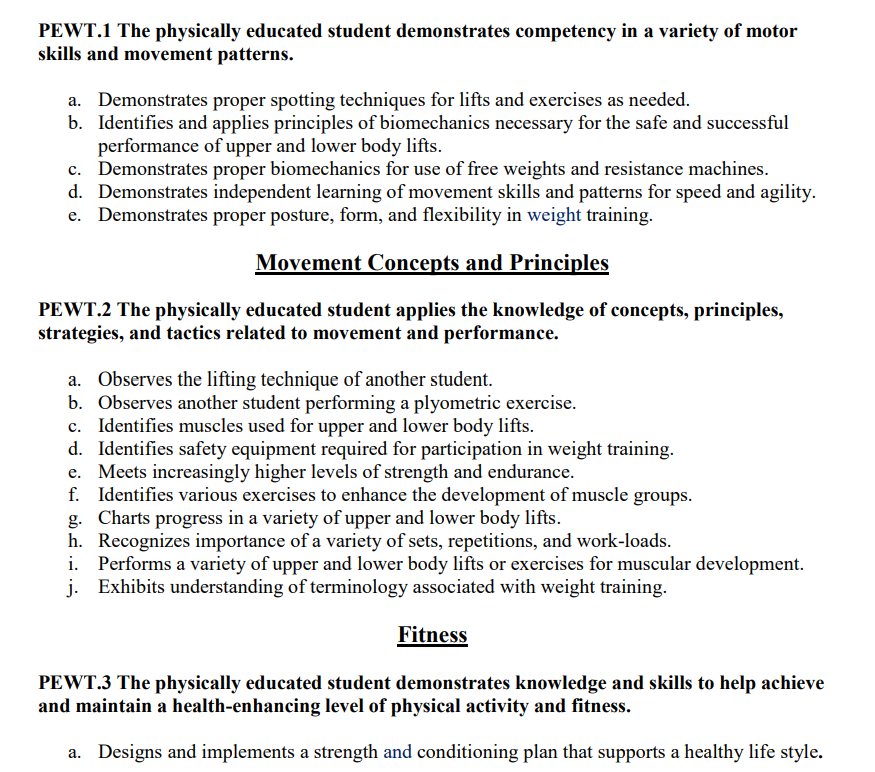 PEWT.1 The physically educated student demonstrates competency in a variety of motor
skills and movement patterns.
a. Demonstrates proper spotting techniques for lifts and exercises as needed.
b. Identifies and applies principles of biomechanics necessary for the safe and successful
performance of upper and lower body lifts.
c. Demonstrates proper biomechanics for use of free weights and resistance machines.
d. Demonstrates independent learning of movement skills and patterns for speed and agility.
e. Demonstrates proper posture, form, and flexibility in weight training.
Movement Concepts and Principles
PEWT.2 The physically educated student applies the knowledge of concepts, principles,
strategies, and tactics related to movement and performance.
a. Observes the lifting technique of another student.
b. Observes another student performing a plyometric exercise.
c. Identifies muscles used for upper and lower body lifts.
d. Identifies safety equipment required for participation in weight training.
e. Meets increasingly higher levels of strength and endurance.
f. Identifies various exercises to enhance the development of muscle groups.
g. Charts progress in a variety of upper and lower body lifts.
h. Recognizes importance of a variety of sets, repetitions, and work-loads.
i. Performs a variety of upper and lower body lifts or exercises for muscular development.
j. Exhibits understanding of terminology associated with weight training.
Fitness
PEWT.3 The physically educated student demonstrates knowledge and skills to help achieve
and maintain a health-enhancing level of physical activity and fitness.
a. Designs and implements a strength and conditioning plan that supports a healthy life style.